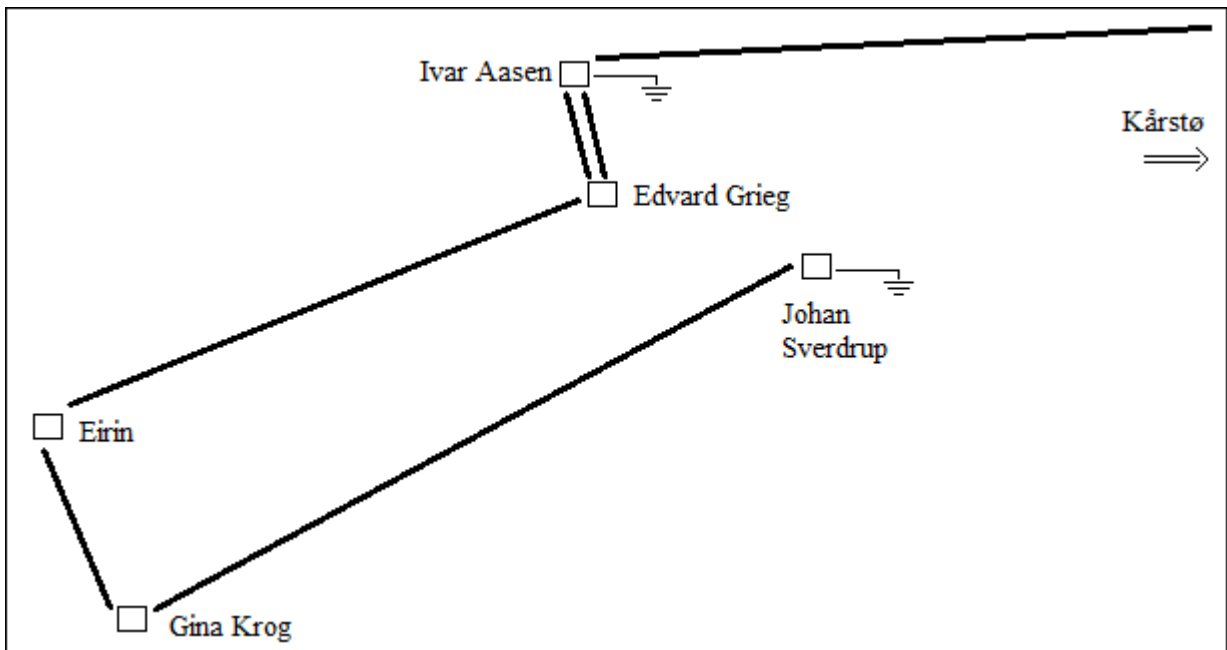 Ivar Aasen
Kårstø
Edvard Grieg
Johan
Sverdrup
Eirin
Gina Krog